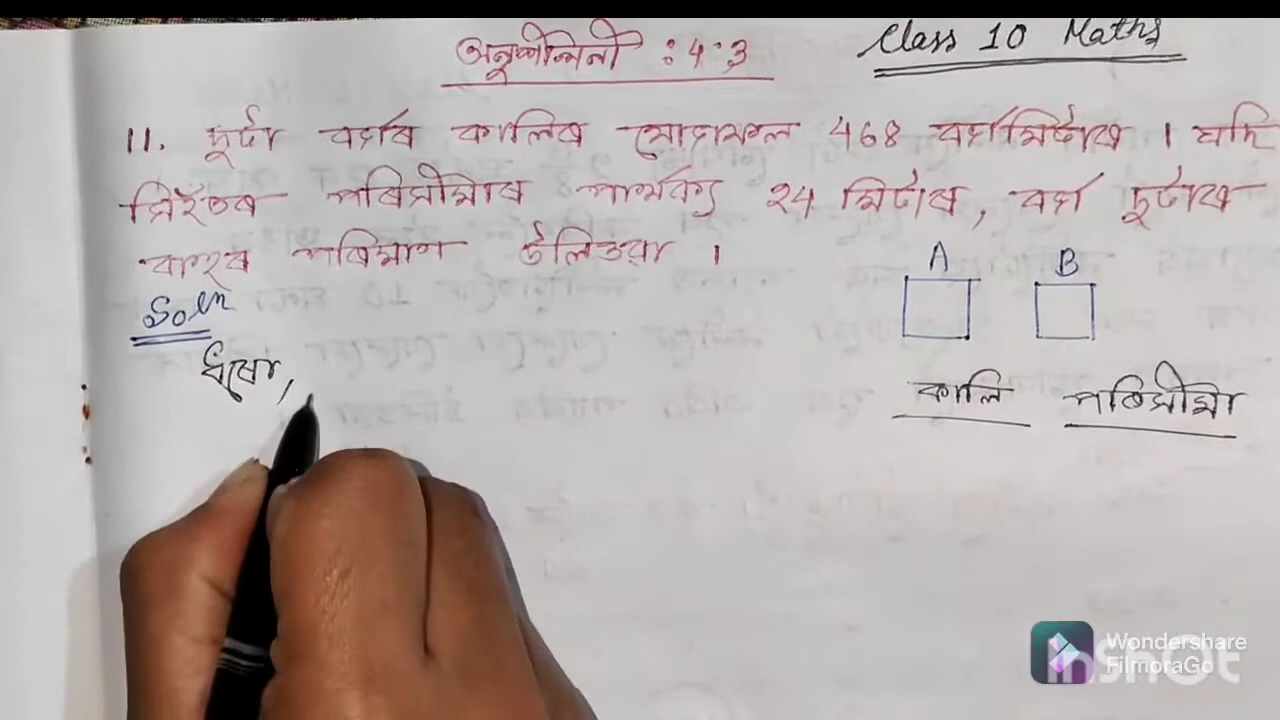 অনুশীলনী : 4.3
Class 10 Maths
11. দুটা বৰ্গৰ কালিৰ যোগফল 468 বৰ্গমিটাৰ । যদি
সিহঁতৰ পৰিসীমাৰ পাৰ্থক্য 24 মিটাৰ, বৰ্গ দুটাৰ
বাহুৰ পৰিমাণ উলিওৱা ।
A B
Soln
ধৰো,
কালি পৰিসীমা
Wondershare
FilmoraGo
InShOT